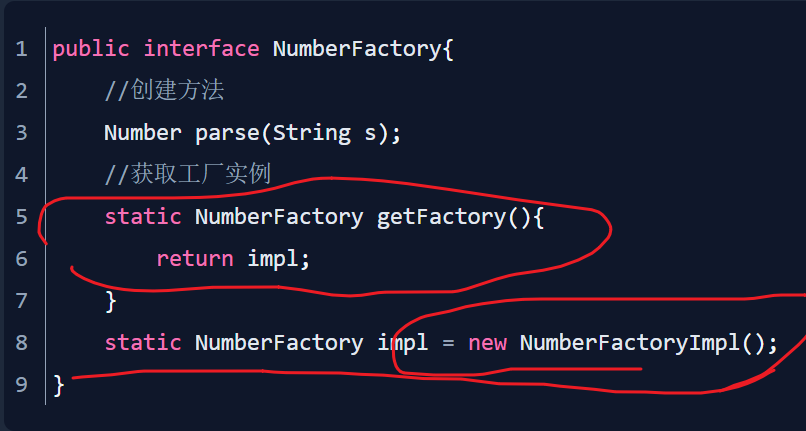 1 public interface NumberFactory{
2 //创建方法
3 Number parse(String s);
4 //获取工厂实例
5 static NumberFactory getFactory(){
6 return impl;
7 }
8 static NumberFactory impl = new NumberFactoryImpl();
9 }